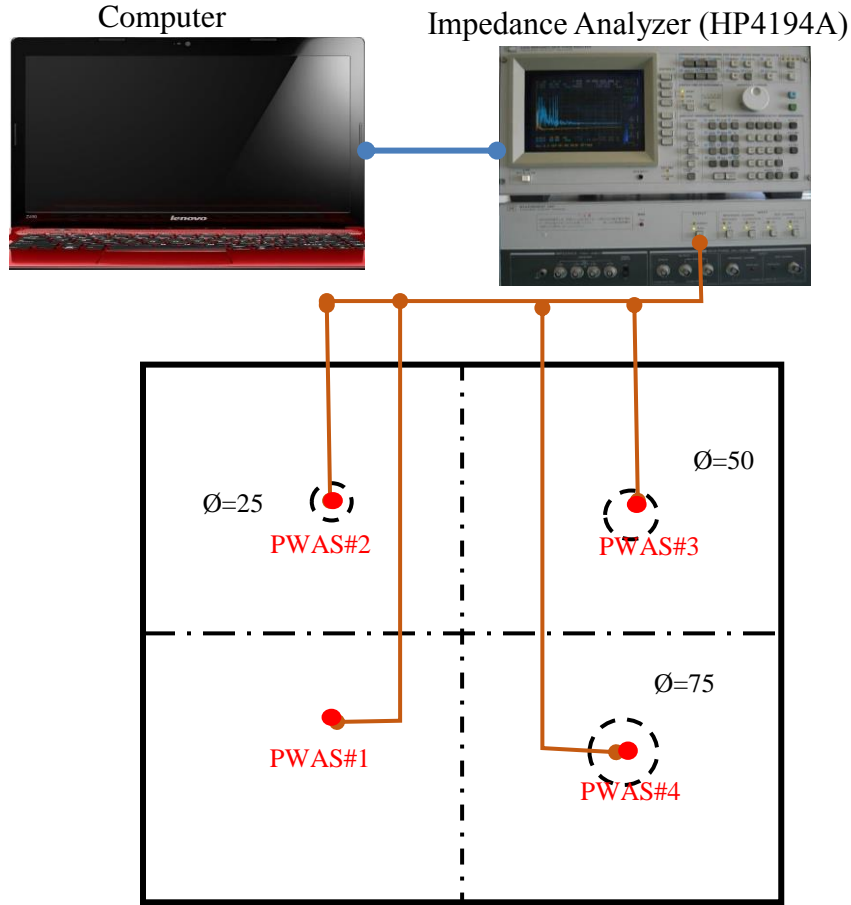 Computer
Impedance Analyzer (HP4194A)
lenovo
Ø=25
Ø=50
PWAS#2
PWAS#3
Ø=75
PWAS#1
PWAS#4